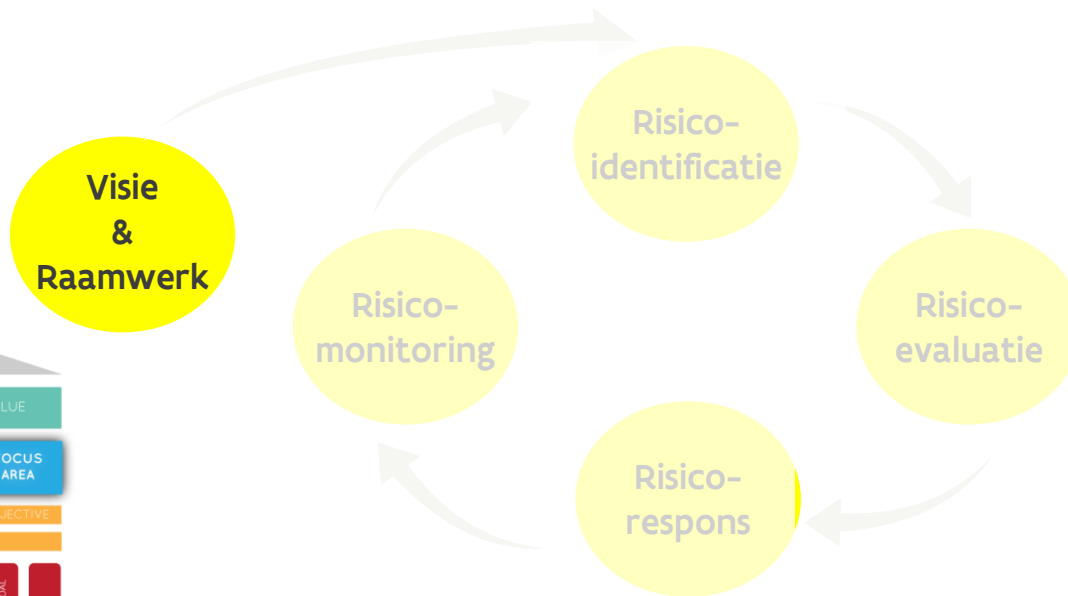 Visie
&
Raamwerk
Risico-
identificatie
Risico-
evaluatie
Risico-
respons
Risico-
monitoring
LUE
OCUS
AREA
JECTIVE